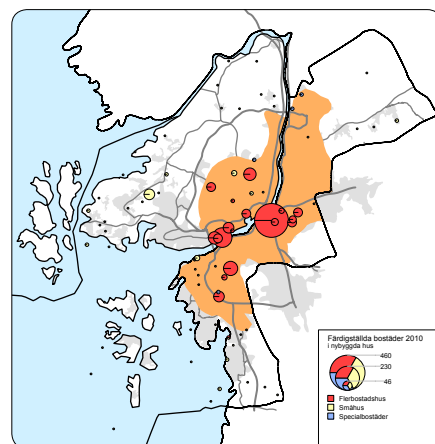 Färdigställda bostäder 2010
i nybyggda hus
460
230
46
Flerbostadshus
Småhus
Specialbostäder